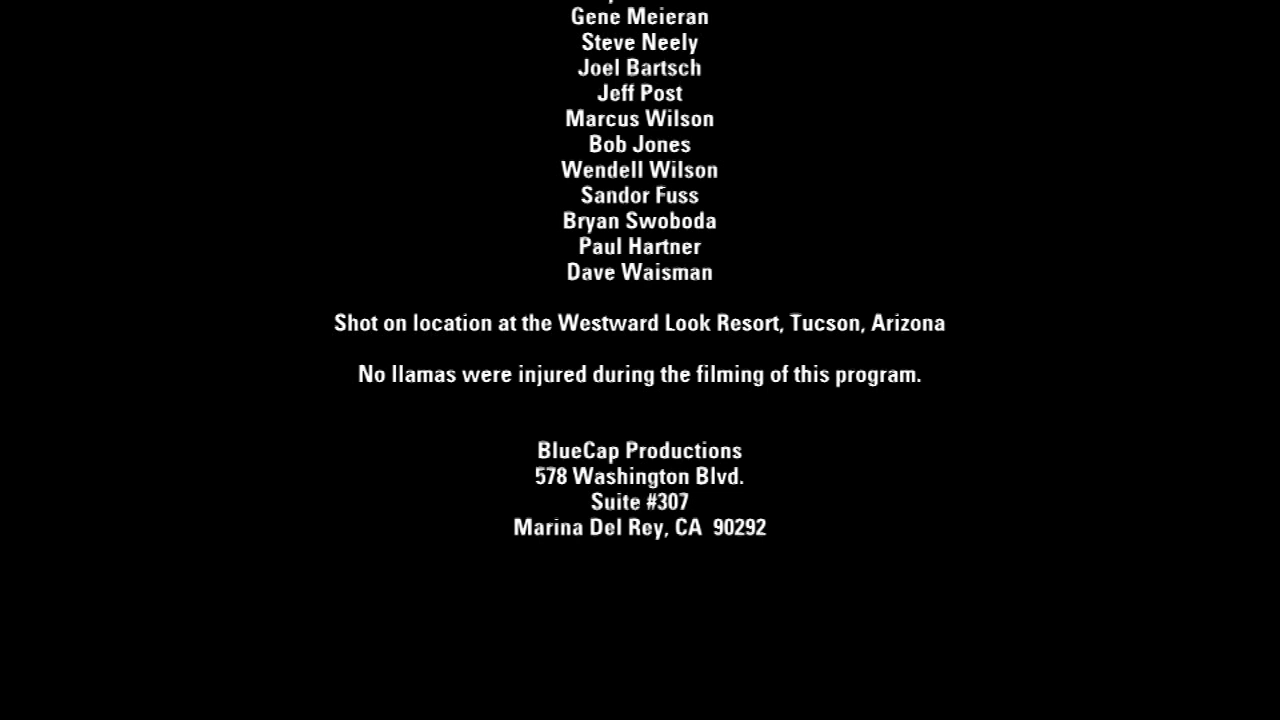 Gene Meieran
Steve Neely
Joel Bartsch
Jeff Post
Marcus Wilson
Bob Jones
Wendell Wilson
Sandor Fuss
Bryan Swoboda
Paul Hartner
Dave Waisman
Shot on location at the Westward Look Resort, Tucson, Arizona
No llamas were injured during the filming of this program.
BlueCap Productions
578 Washington Blvd.
Suite #307
Marina Del Rey, CA  90292